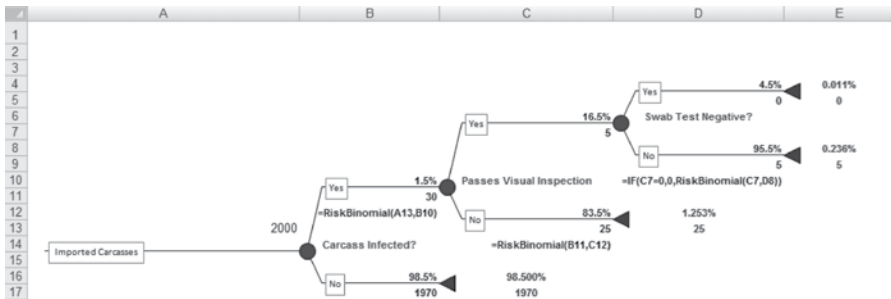 A B C D E
1
2
3
4 4.5% 0.011%
5 Yes 0 0
6 16.5% Swab Test Negative?
7 Yes 5
8 95.5% 0.236%
9 No 5 5
10 1.5% Passes Visual Inspection =IF(C7=0,0,RiskBinomial(C7,D8))
11 Yes 30
12 =RiskBinomial(A13,B10) 83.5% 1.253%
13 2000 No 25 25
14 Carcass Infected? =RiskBinomial(B11,C12)
15 Imported Carcasses
16 98.5% 98.500%
17 No 1970 1970